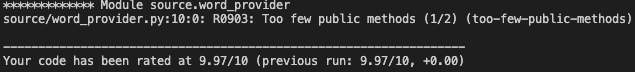 ************* Module source.word_provider
source/word_provider.py:10:0: R0903: Too few public methods (1/2) (too-few-public-methods)
------------------------------------------------------------------
Your code has been rated at 9.97/10 (previous run: 9.97/10, +0.00)